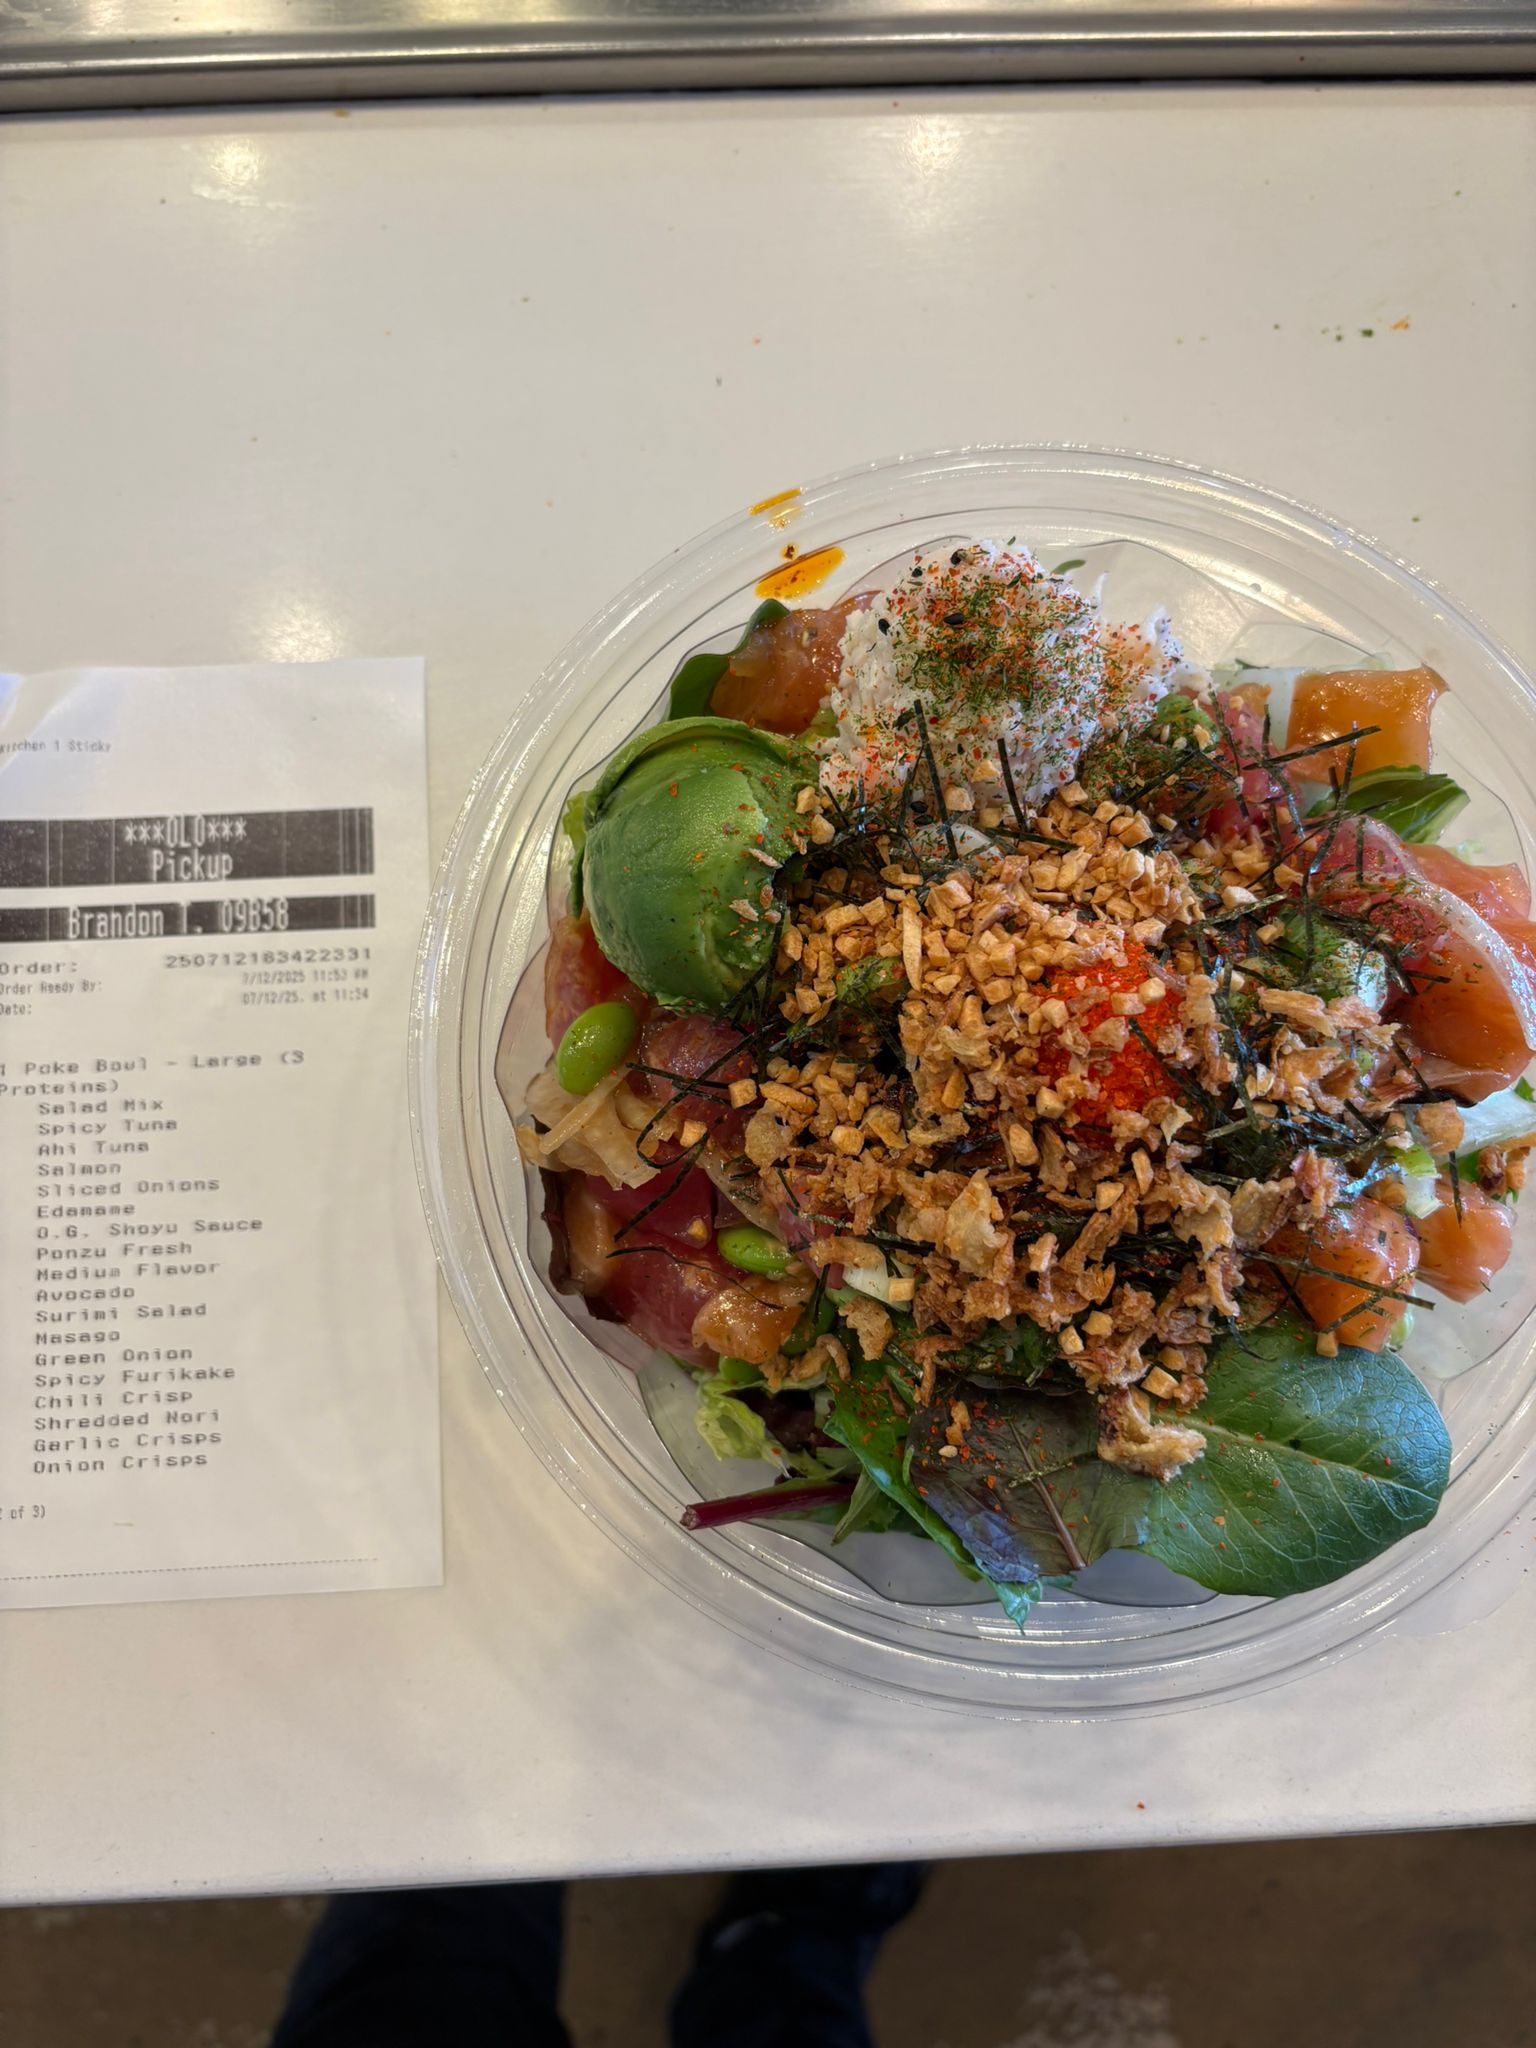 Kitchen 1 Sticky
***OLO***
Pickup
Brandon T. 09B58
Order: 250712183422331
Order Ready By: 7/12/2025 11:53 AM
Date: 07/12/25. at 11:34
1 Poke Bowl - Large (3
Proteins)
Salad Mix
Spicy Tuna
Ahi Tuna
Salmon
Sliced Onions
Edamame
O.G. Shoyu Sauce
Ponzu Fresh
Medium Flavor
Avocado
Surimi Salad
Masago
Green Onion
Spicy Furikake
Chili Crisp
Shredded Nori
Garlic Crisps
Onion Crisps
of 3)